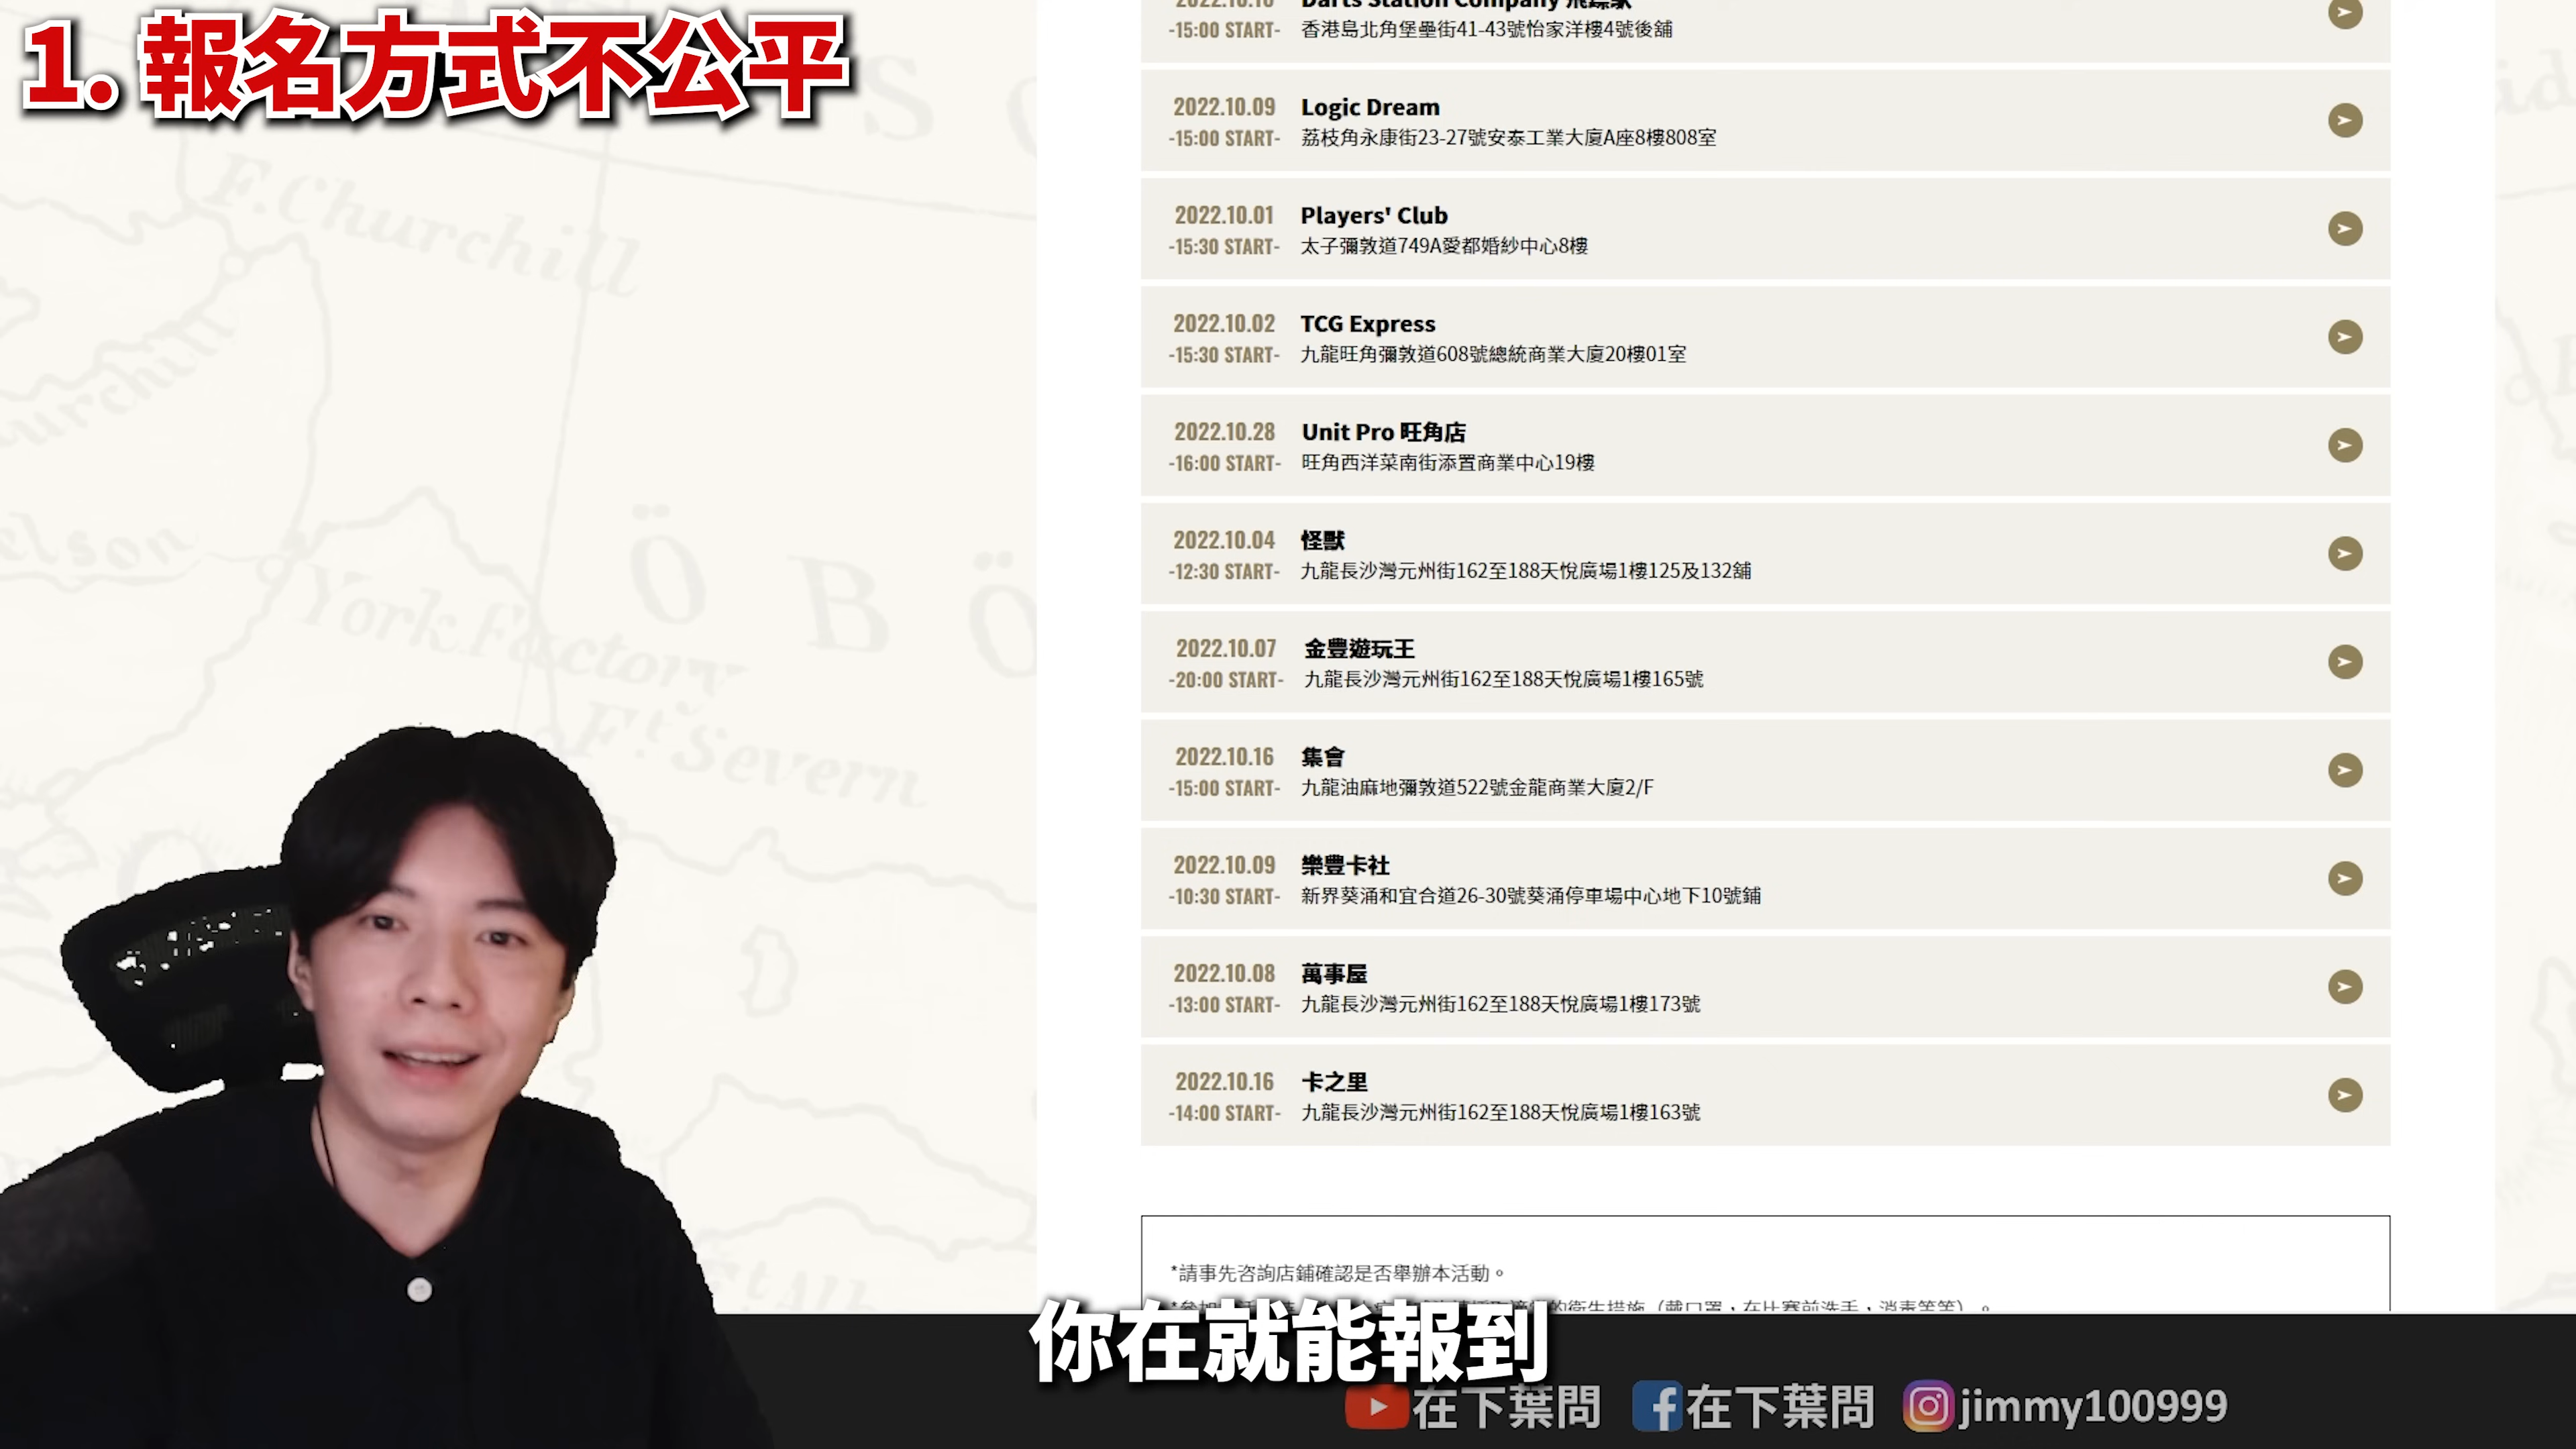 1. 報名方式不公平
-15:00 START-
香港島北角堡壘街41-43號怡家洋樓4號後舖
2022.10.09
Logic Dream
-15:00 START-
荔枝角永康街23-27號安泰工業大廈A座8樓808室
2022.10.01
Players' Club
-15:30 START-
太子彌敦道749A愛都婚紗中心8樓
2022.10.02
TCG Express
-15:30 START-
九龍旺角彌敦道608號總統商業大廈20樓01室
2022.10.28
Unit Pro 旺角店
-16:00 START-
旺角西洋菜南街添置商業中心19樓
2022.10.04
怪獸
-12:30 START-
九龍長沙灣元州街162至188天悅廣場1樓125及132舖
2022.10.07
金豐遊玩王
-20:00 START-
九龍長沙灣元州街162至188天悅廣場1樓165號
2022.10.16
集會
-15:00 START-
九龍油麻地彌敦道522號金龍商業大廈2/F
2022.10.09
樂豐卡社
-10:30 START-
新界葵涌和宜合道26-30號葵涌停車場中心地下10號鋪
2022.10.08
萬事屋
-13:00 START-
九龍長沙灣元州街162至188天悅廣場1樓173號
2022.10.16
卡之里
-14:00 START-
九龍長沙灣元州街162至188天悅廣場1樓163號
*請事先咨詢店鋪確認是否舉辦本活動。
你在就能報到
在下葉問
在下葉問
jimmy100999
F.Churchill
York Factory
Ft Severn